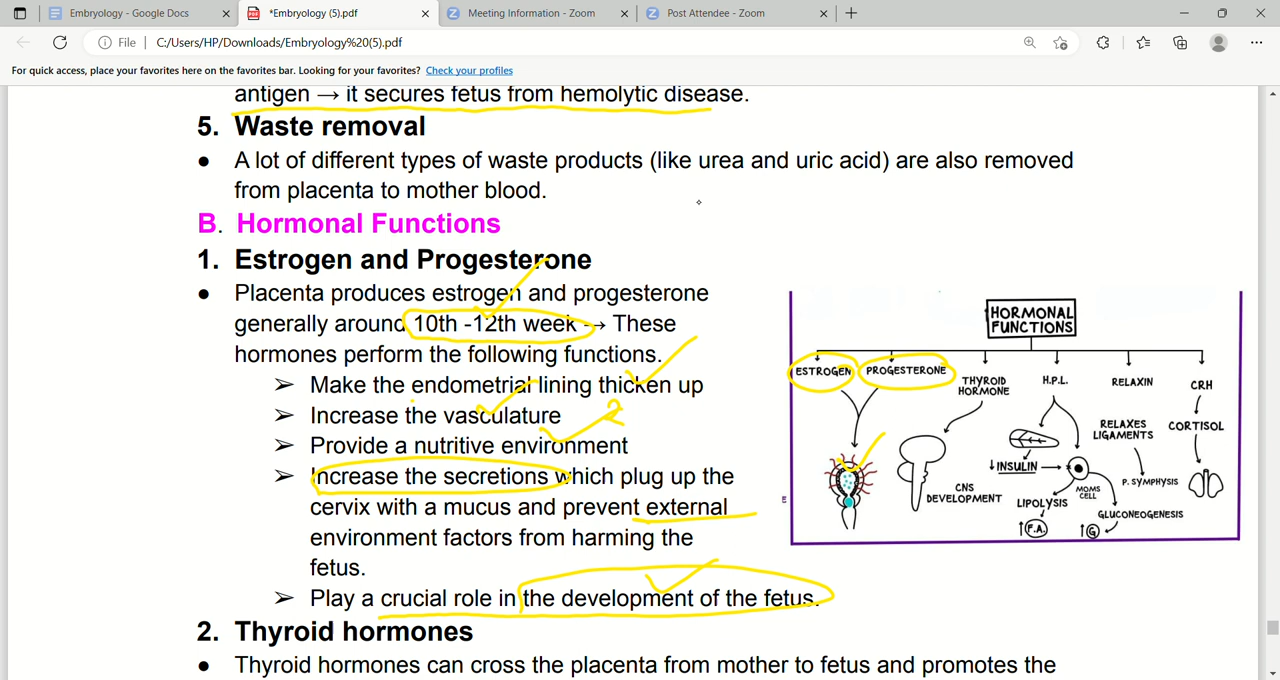 Embryology - Google Docs
*Embryology (5).pdf
Meeting Information - Zoom
Post Attendee - Zoom
File
C:/Users/HP/Downloads/Embryology%20(5).pdf
For quick access, place your favorites here on the favorites bar. Looking for your favorites? Check your profiles
antigen → it secures fetus from hemolytic disease.
5. Waste removal
● A lot of different types of waste products (like urea and uric acid) are also removed
from placenta to mother blood.
B. Hormonal Functions
1. Estrogen and Progesterone
● Placenta produces estrogen and progesterone
generally around 10th -12th week → These
hormones perform the following functions.
➢ Make the endometrial lining thicken up
➢ Increase the vasculature
2
➢ Provide a nutritive environment
➢ Increase the secretions which plug up the
cervix with a mucus and prevent external
environment factors from harming the
fetus.
➢ Play a crucial role in the development of the fetus.
HORMONAL
FUNCTIONS
ESTROGEN
PROGESTERONE
THYROID
HORMONE
H.P.L.
RELAXIN
CRH
RELAXES
LIGAMENTS
CORTISOL
↓INSULIN
P. SYMPHYSIS
CNS
DEVELOPMENT
LIPOLYSIS
MOMS
CELL
GLUCONEOGENESIS
↑F.A.
↑G
2. Thyroid hormones
● Thyroid hormones can cross the placenta from mother to fetus and promotes the